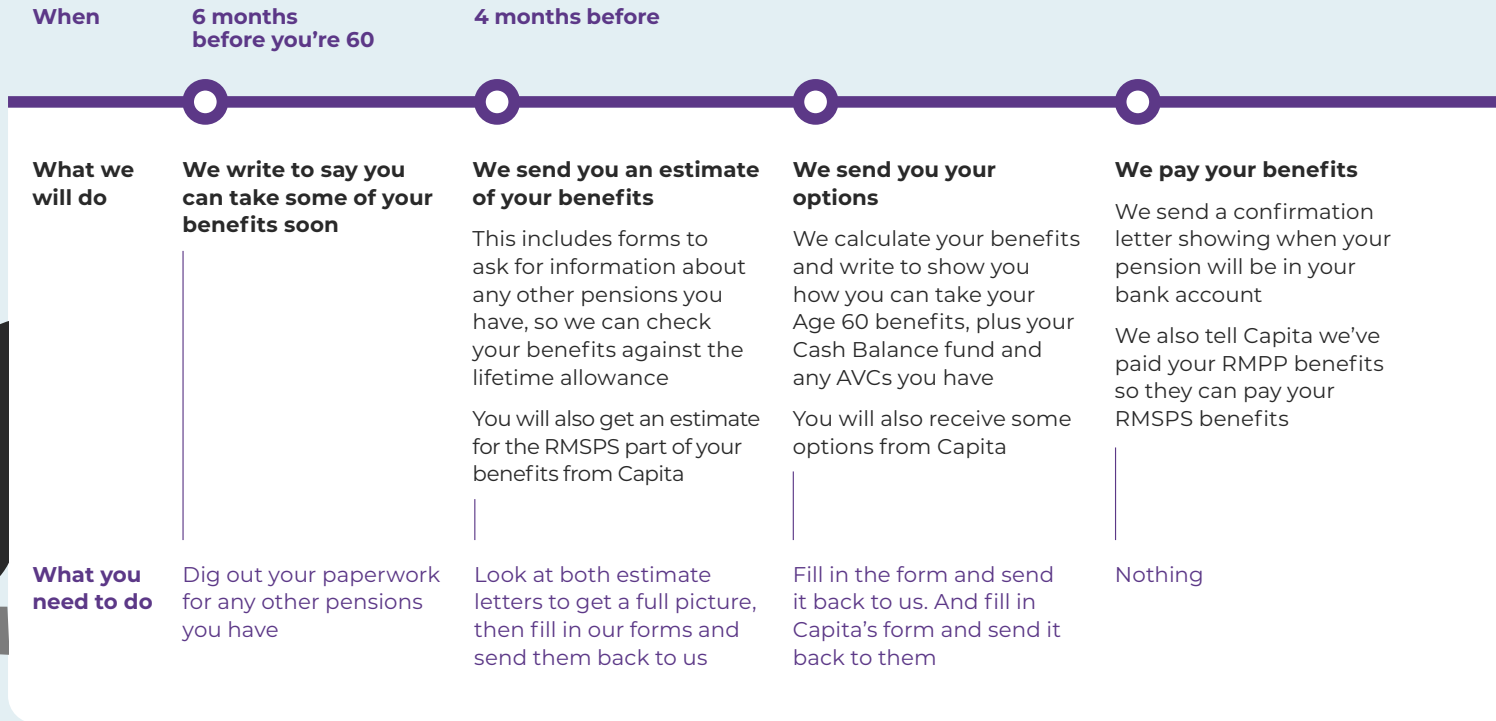 When
6 months
before you're 60
4 months before
What we
will do
We write to say you
can take some of your
benefits soon
We send you an estimate
of your benefits
This includes forms to
ask for information about
any other pensions you
have, so we can check
your benefits against the
lifetime allowance
You will also get an estimate
for the RMSPS part of your
benefits from Capita
We send you your
options
We calculate your benefits
and write to show you
how you can take your
Age 60 benefits, plus your
Cash Balance fund and
any AVCs you have
You will also receive some
options from Capita
We pay your benefits
We send a confirmation
letter showing when your
pension will be in your
bank account
We also tell Capita we've
paid your RMPP benefits
so they can pay your
RMSPS benefits
What you
need to do
Dig out your paperwork
for any other pensions
you have
Look at both estimate
letters to get a full picture,
then fill in our forms and
send them back to us
Fill in the form and send
it back to us. And fill in
Capita's form and send it
back to them
Nothing